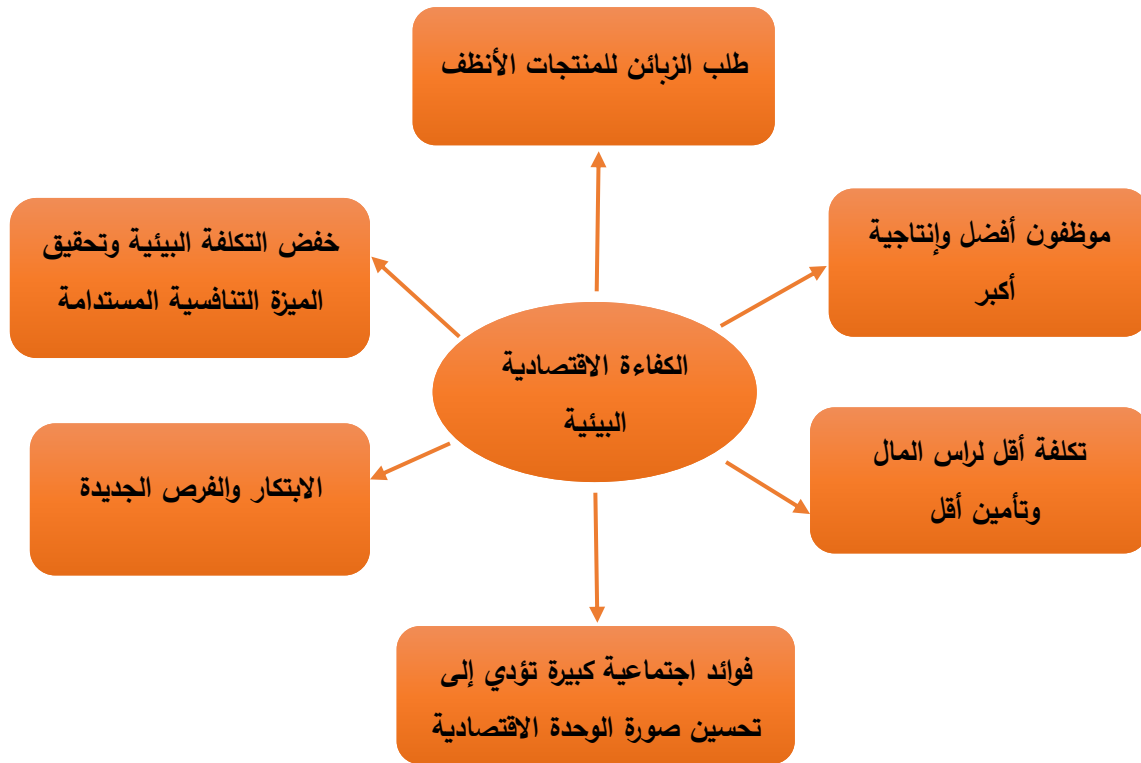 طلب الزبائن للمنتجات الأنظف
موظفون أفضل وإنتاجية
أكبر
خفض التكلفة البيئية وتحقيق
الميزة التنافسية المستدامة
الكفاءة الاقتصادية
البيئية
تكلفة أقل لراس المال
وتأمين أقل
الابتكار والفرص الجديدة
فوائد اجتماعية كبيرة تؤدي إلى
تحسين صورة الوحدة الاقتصادية